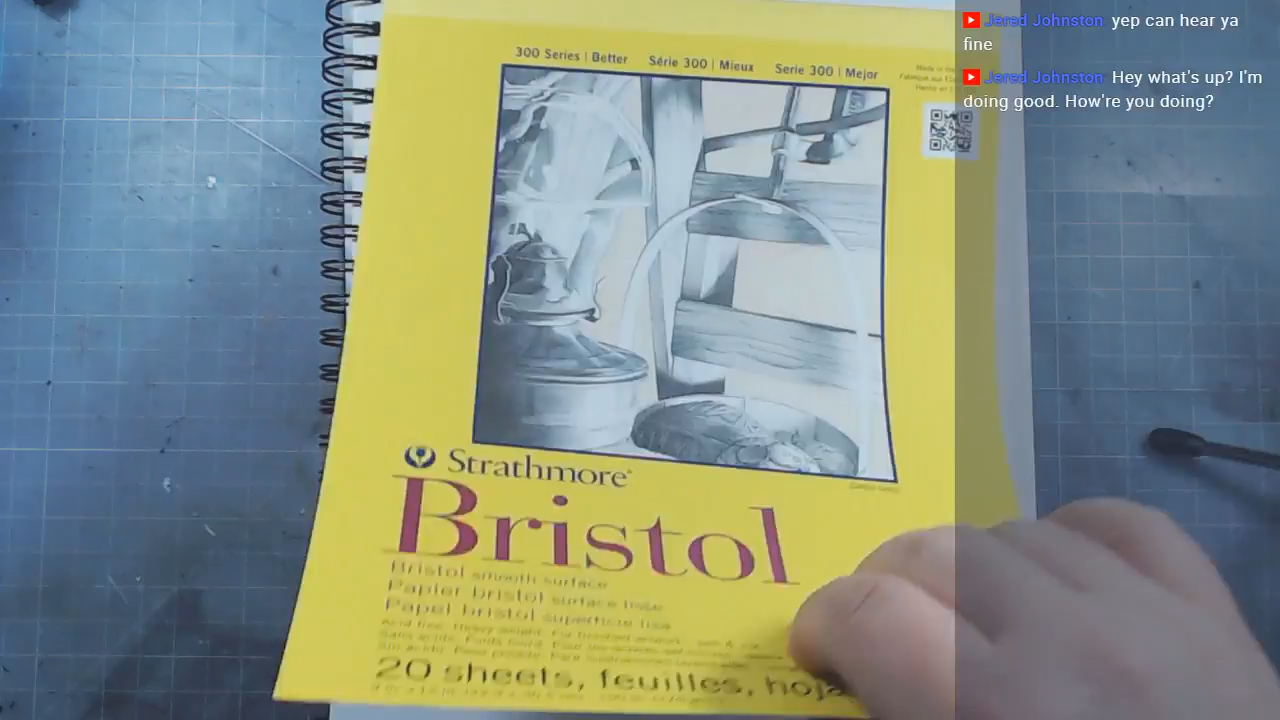 300 Series | Better Série 300 | Mieux Serie 300 | Mejor
Strathmore
Bristol
Bristol smooth surface
Papier bristol surface lisse
Papel bristol superficie lisa
20 sheets, feuilles,
Jered Johnston yep can hear ya
fine
Jered Johnston Hey what's up? I'm
doing good. How're you doing?